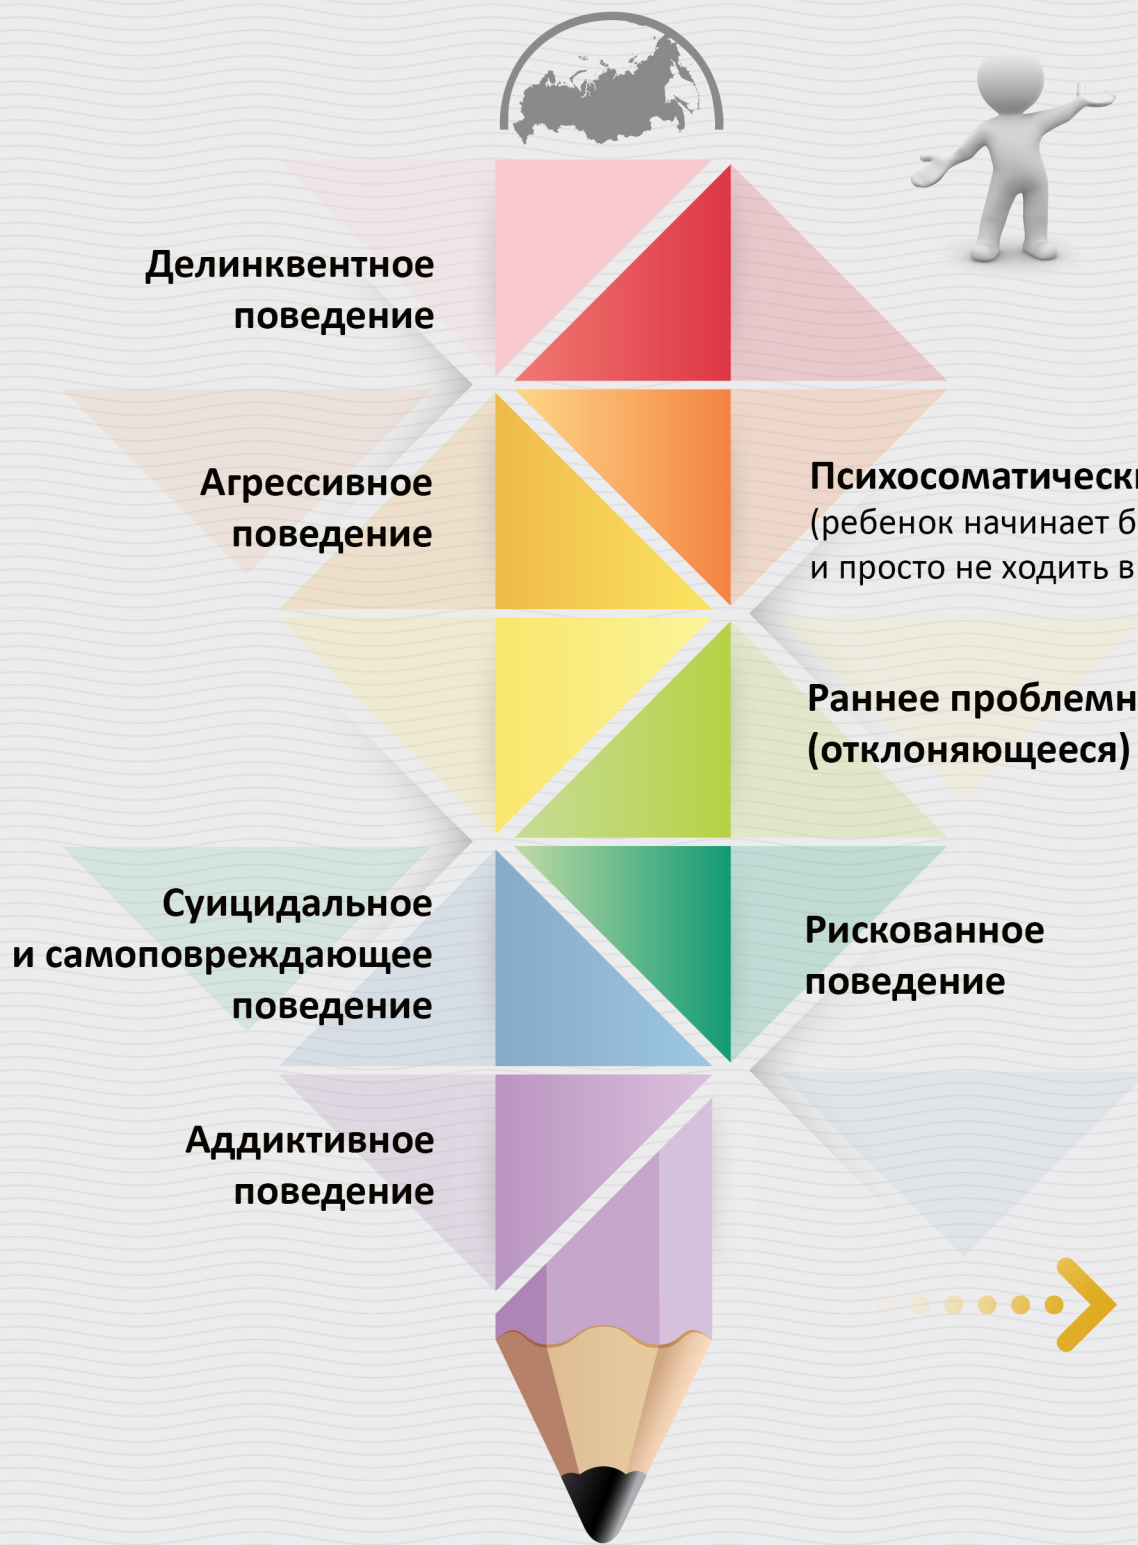 Делинквентное
поведение
Агрессивное
поведение
(ребенок начинает
и просто не ходить в
Раннее
(отклоняющееся)
Суицидальное
и самоповреждающее
поведение
Рискованное
поведение
Аддиктивное
поведение